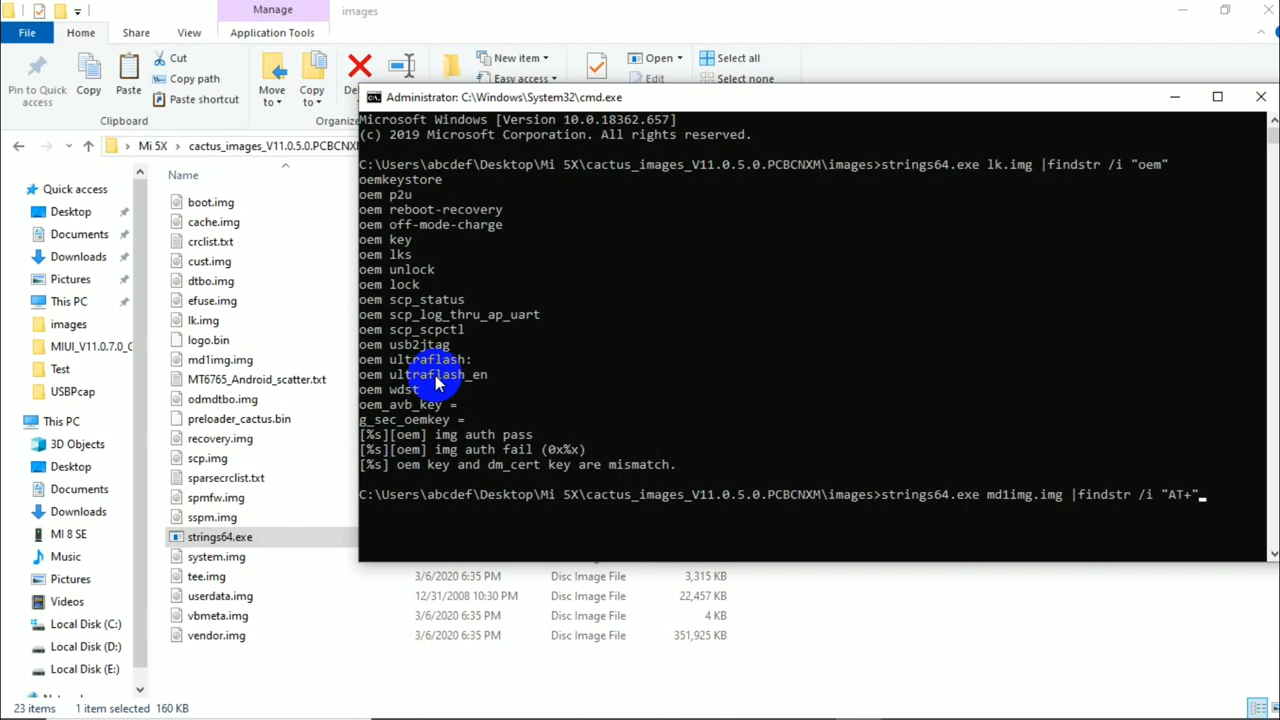 Manage
images
File
Home
Share
View
Application Tools
Pin to Quick
access
Copy
Paste
Cut
Copy path
Paste shortcut
Clipboard
Move
to
Copy
to
New item
Easy access
Open
Edit
Select all
Select none
Mi 5X
cactus_images_V11.0.5.0.PCBCNXM
Quick access
Desktop
Documents
Downloads
Pictures
This PC
images
MIUI_V11.0.7.0_
Test
USBPcap
This PC
3D Objects
Desktop
Documents
Downloads
MI 8 SE
Music
Pictures
Videos
Local Disk (C:)
Local Disk (D:)
Local Disk (E:)
Name
boot.img
cache.img
crclist.txt
cust.img
dtbo.img
efuse.img
lk.img
logo.bin
md1img.img
MT6765_Android_scatter.txt
odmdtbo.img
preloader_cactus.bin
recovery.img
scp.img
sparsecrclist.txt
spmfw.img
sspm.img
strings64.exe
system.img
tee.img 3/6/2020 6:35 PM Disc Image File 3,315 KB
userdata.img 12/31/2008 10:30 PM Disc Image File 22,457 KB
vbmeta.img 3/6/2020 6:35 PM Disc Image File 4 KB
vendor.img 3/6/2020 6:35 PM Disc Image File 351,925 KB
Administrator: C:\Windows\System32\cmd.exe
Microsoft Windows [Version 10.0.18362.657]
(c) 2019 Microsoft Corporation. All rights reserved.
C:\Users\abcdef\Desktop\Mi 5X\cactus_images_V11.0.5.0.PCBCNXM\images>strings64.exe lk.img |findstr /i "oem"
oemkeystore
oem p2u
oem reboot-recovery
oem off-mode-charge
oem key
oem lks
oem unlock
oem lock
oem scp_status
oem scp_log_thru_ap_uart
oem scp_scpctl
oem usb2jtag
oem ultraflash:
oem ultraflash_en
oem wdst
oem_avb_key =
g_sec_oemkey =
[%s][oem] img auth pass
[%s][oem] img auth fail (0x%x)
[%s] oem key and dm_cert key are mismatch.
C:\Users\abcdef\Desktop\Mi 5X\cactus_images_V11.0.5.0.PCBCNXM\images>strings64.exe md1img.img |findstr /i "AT+"_
23 items
1 item selected 160 KB